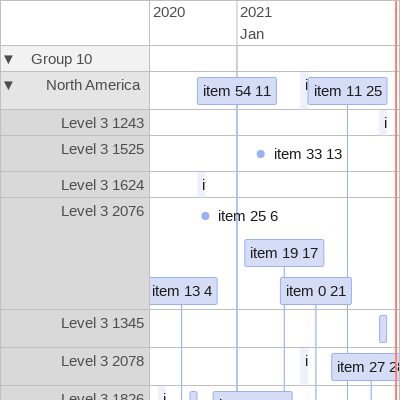 2020 2021
Jan
▼ Group 10
▼ North America
item 54 11 i item 11 25
Level 3 1243 i
Level 3 1525 item 33 13
Level 3 1624 i
Level 3 2076 item 25 6
item 19 17
item 13 4 item 0 21
Level 3 1345
Level 3 2078 i
item 27 28
Level 3 1826 i